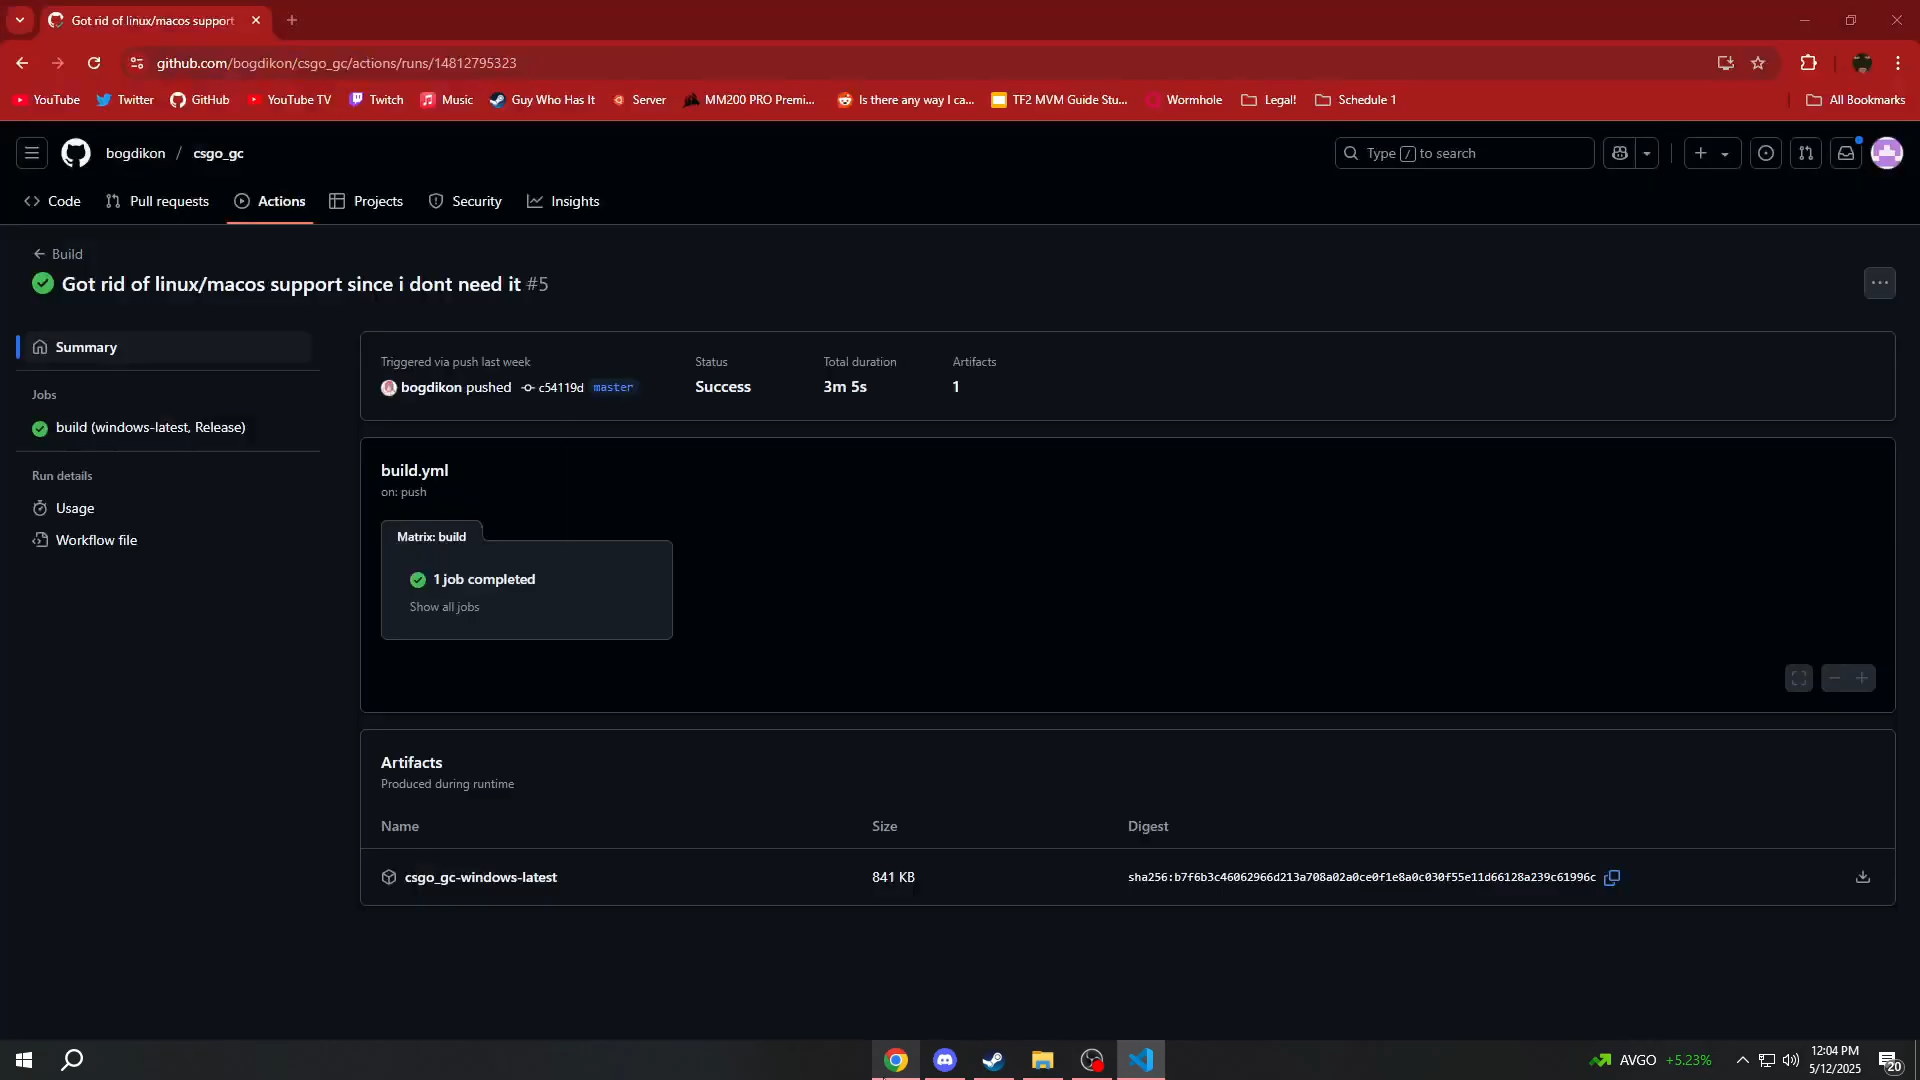 Got rid of linux/macos support
github.com/bogdikon/csgo_gc/actions/runs/14812795323
YouTube
Twitter
GitHub
YouTube TV
Twitch
Music
Guy Who Has It
Server
MM200 PRO Premi...
Is there any way I ca...
TF2 MVM Guide Stu...
Wormhole
Legal!
Schedule 1
All Bookmarks
bogdikon / csgo_gc
Type / to search
Code
Pull requests
Actions
Projects
Security
Insights
Build
Got rid of linux/macos support since i dont need it #5
Summary
Jobs
build (windows-latest, Release)
Run details
Usage
Workflow file
Triggered via push last week
bogdikon pushed c54119d master
Status
Success
Total duration
3m 5s
Artifacts
1
build.yml
on: push
Matrix: build
1 job completed
Show all jobs
Artifacts
Produced during runtime
Name Size Digest
csgo_gc-windows-latest 841 KB sha256:b7f6b3c46062966d213a708a02a0ce0f1e8a0c030f55e11d66128a239c61996c
AVGO +5.23%
12:04 PM
5/12/2025
20